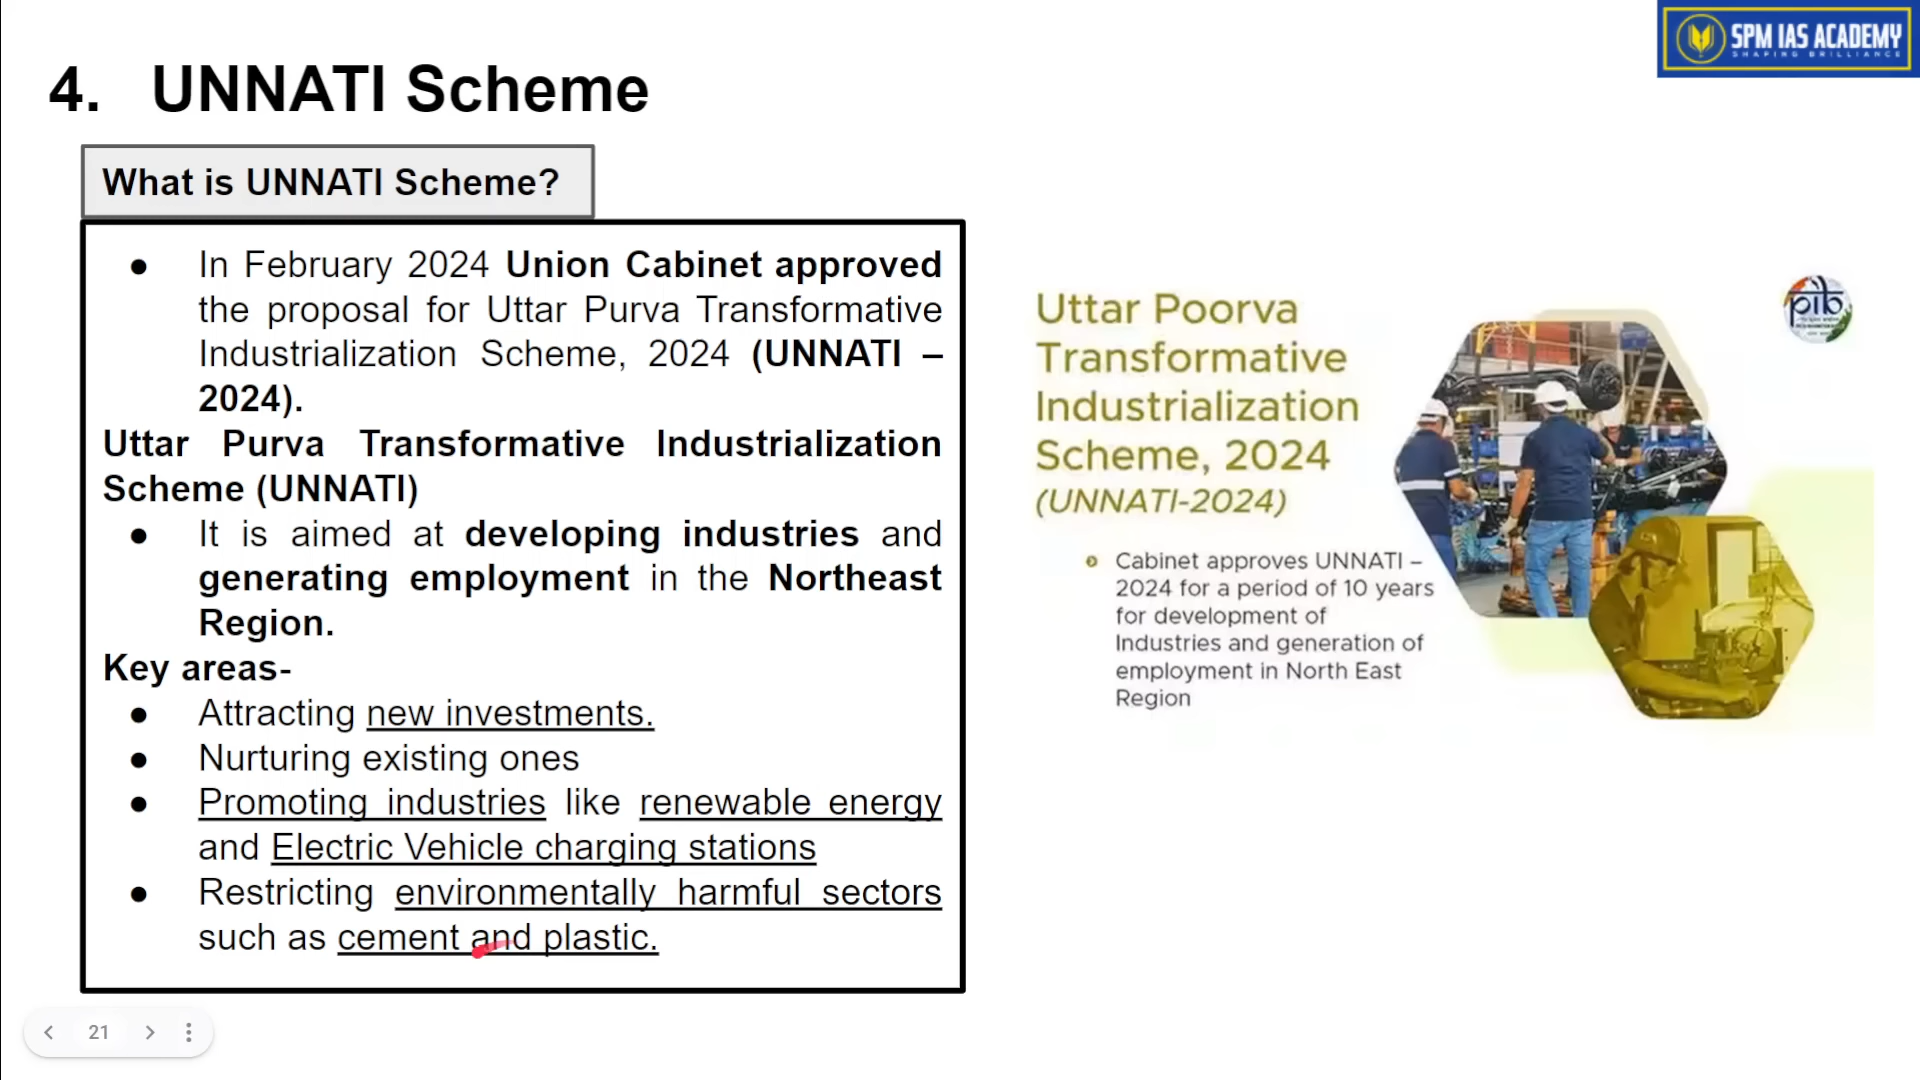 SPM IAS ACADEMY
SHAPING BRILLIANCE
4. UNNATI Scheme
What is UNNATI Scheme?
● In February 2024 Union Cabinet approved
the proposal for Uttar Purva Transformative
Industrialization Scheme, 2024 (UNNATI –
2024).
Uttar Purva Transformative Industrialization
Scheme (UNNATI)
● It is aimed at developing industries and
generating employment in the Northeast
Region.
Key areas-
● Attracting new investments.
● Nurturing existing ones
● Promoting industries like renewable energy
and Electric Vehicle charging stations
● Restricting environmentally harmful sectors
such as cement and plastic.
Uttar Poorva
Transformative
Industrialization
Scheme, 2024
(UNNATI-2024)
Cabinet approves UNNATI –
2024 for a period of 10 years
for development of
Industries and generation of
employment in North East
Region
pib
21